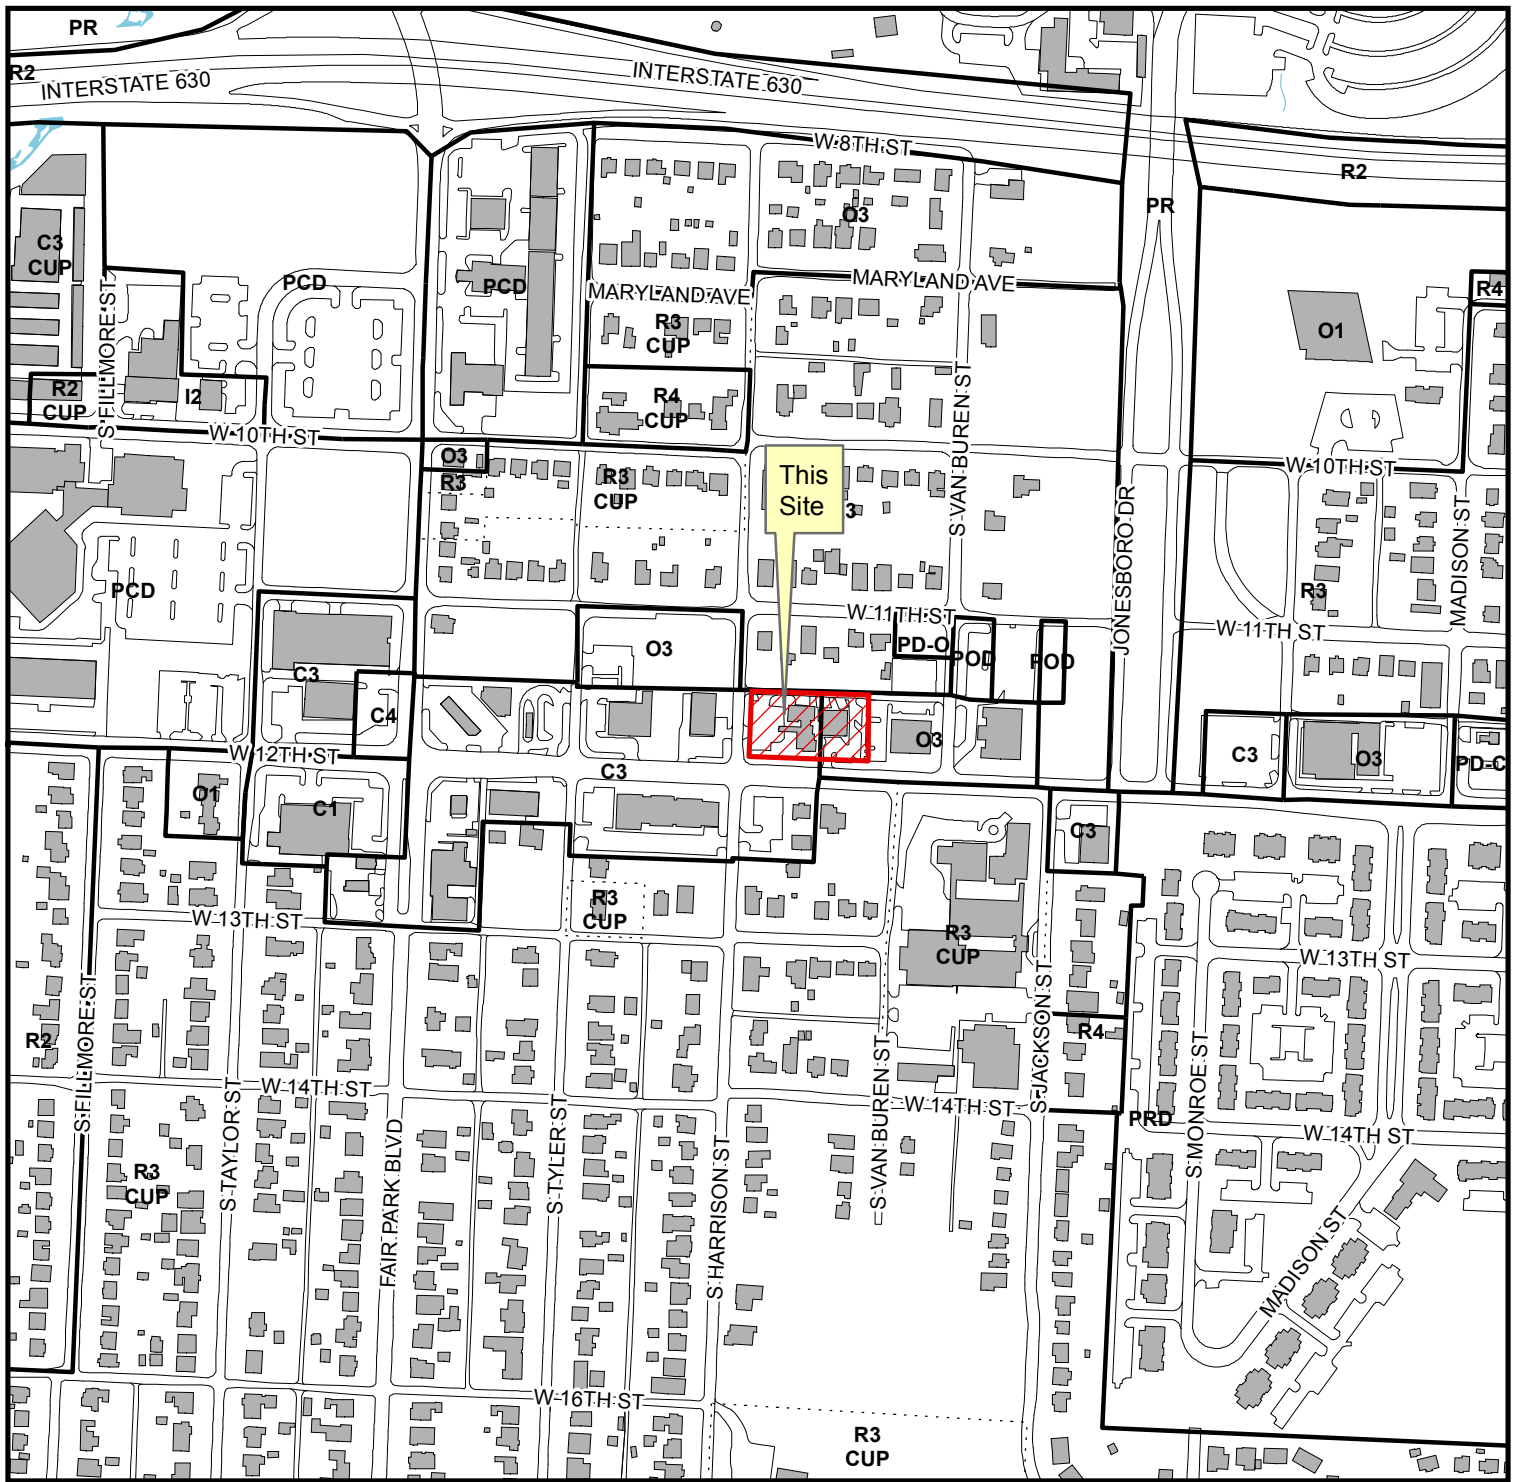 PR
R2
INTERSTATE 630
INTERSTATE 630
W 8TH ST
R2
PR
O3
C3
CUP
PCD
PCD
MARYLAND AVE
MARYLAND AVE
R4
R3
CUP
O1
S FILLMORE ST
R2
CUP
I2
R4
CUP
S VAN BUREN ST
W 10TH ST
O3
R3
R3
CUP
This
Site
3
W 10TH ST
JONESBORO DR
MADISON ST
PCD
R3
W 11TH ST
W 11TH ST
O3
PD-O
POD
POD
C3
C4
O3
W 12TH ST
C3
C3
O3
PD-C
O1
C1
C3
R3
CUP
W 13TH ST
R3
CUP
W 13TH ST
S FILLMORE ST
S JACKSON ST
R2
R4
S MONROE ST
W 14TH ST
S VAN BUREN ST
W 14TH ST
PRD
W 14TH ST
S TAYLOR ST
FAIR PARK BLVD
S TYLER ST
S HARRISON ST
R3
CUP
MADISON ST
W 16TH ST
R3
CUP